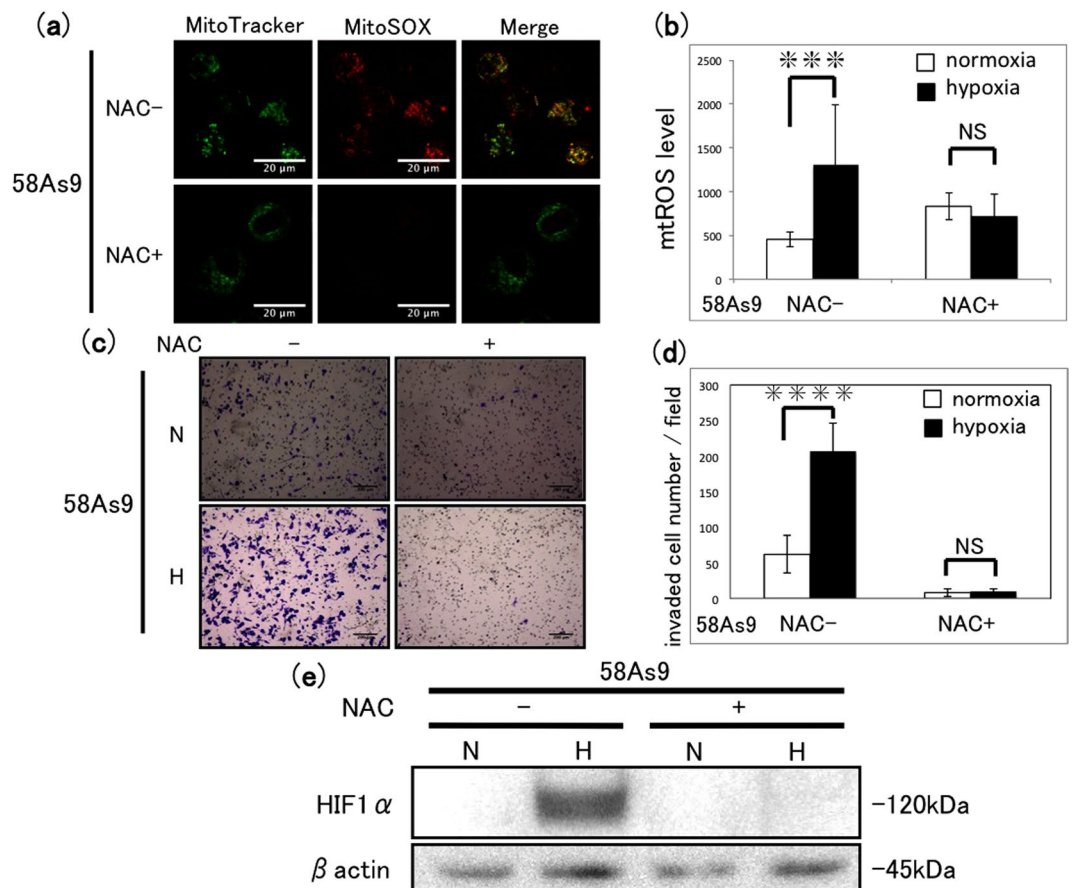 (a)
MitoTracker MitoSOX Merge
NAC−
20 μm 20 μm 20 μm
58As9
NAC+
20 μm 20 μm 20 μm
(b)
mtROS level
2500
2000
1500
1000
500
0
＊＊＊
NS
normoxia
hypoxia
58As9 NAC− NAC+
(c)
NAC − +
N
58As9
H
(d)
invaded cell number / field
300
250
200
150
100
50
0
＊＊＊＊
NS
normoxia
hypoxia
58As9 NAC− NAC+
(e)
58As9
NAC − +
N H N H
HIF1 α −120kDa
β actin −45kDa